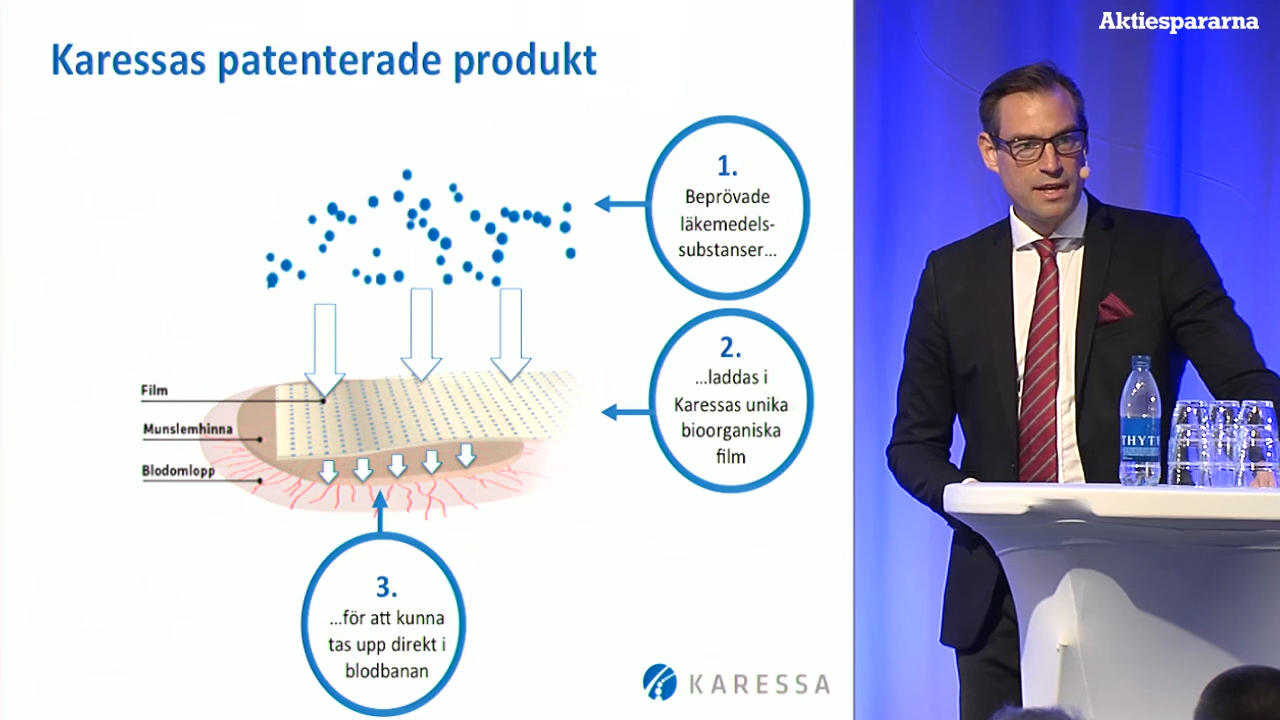 Aktiespararna
Karessas patenterade produkt
1.
Beprövade
läkemedels-
substanser...
2.
...laddas i
Karessas unika
bioorganiska
film
Film
Munslemhinna
Blodomlopp
3.
...för att kunna
tas upp direkt i
blodbanan
KARESSA
THYTE